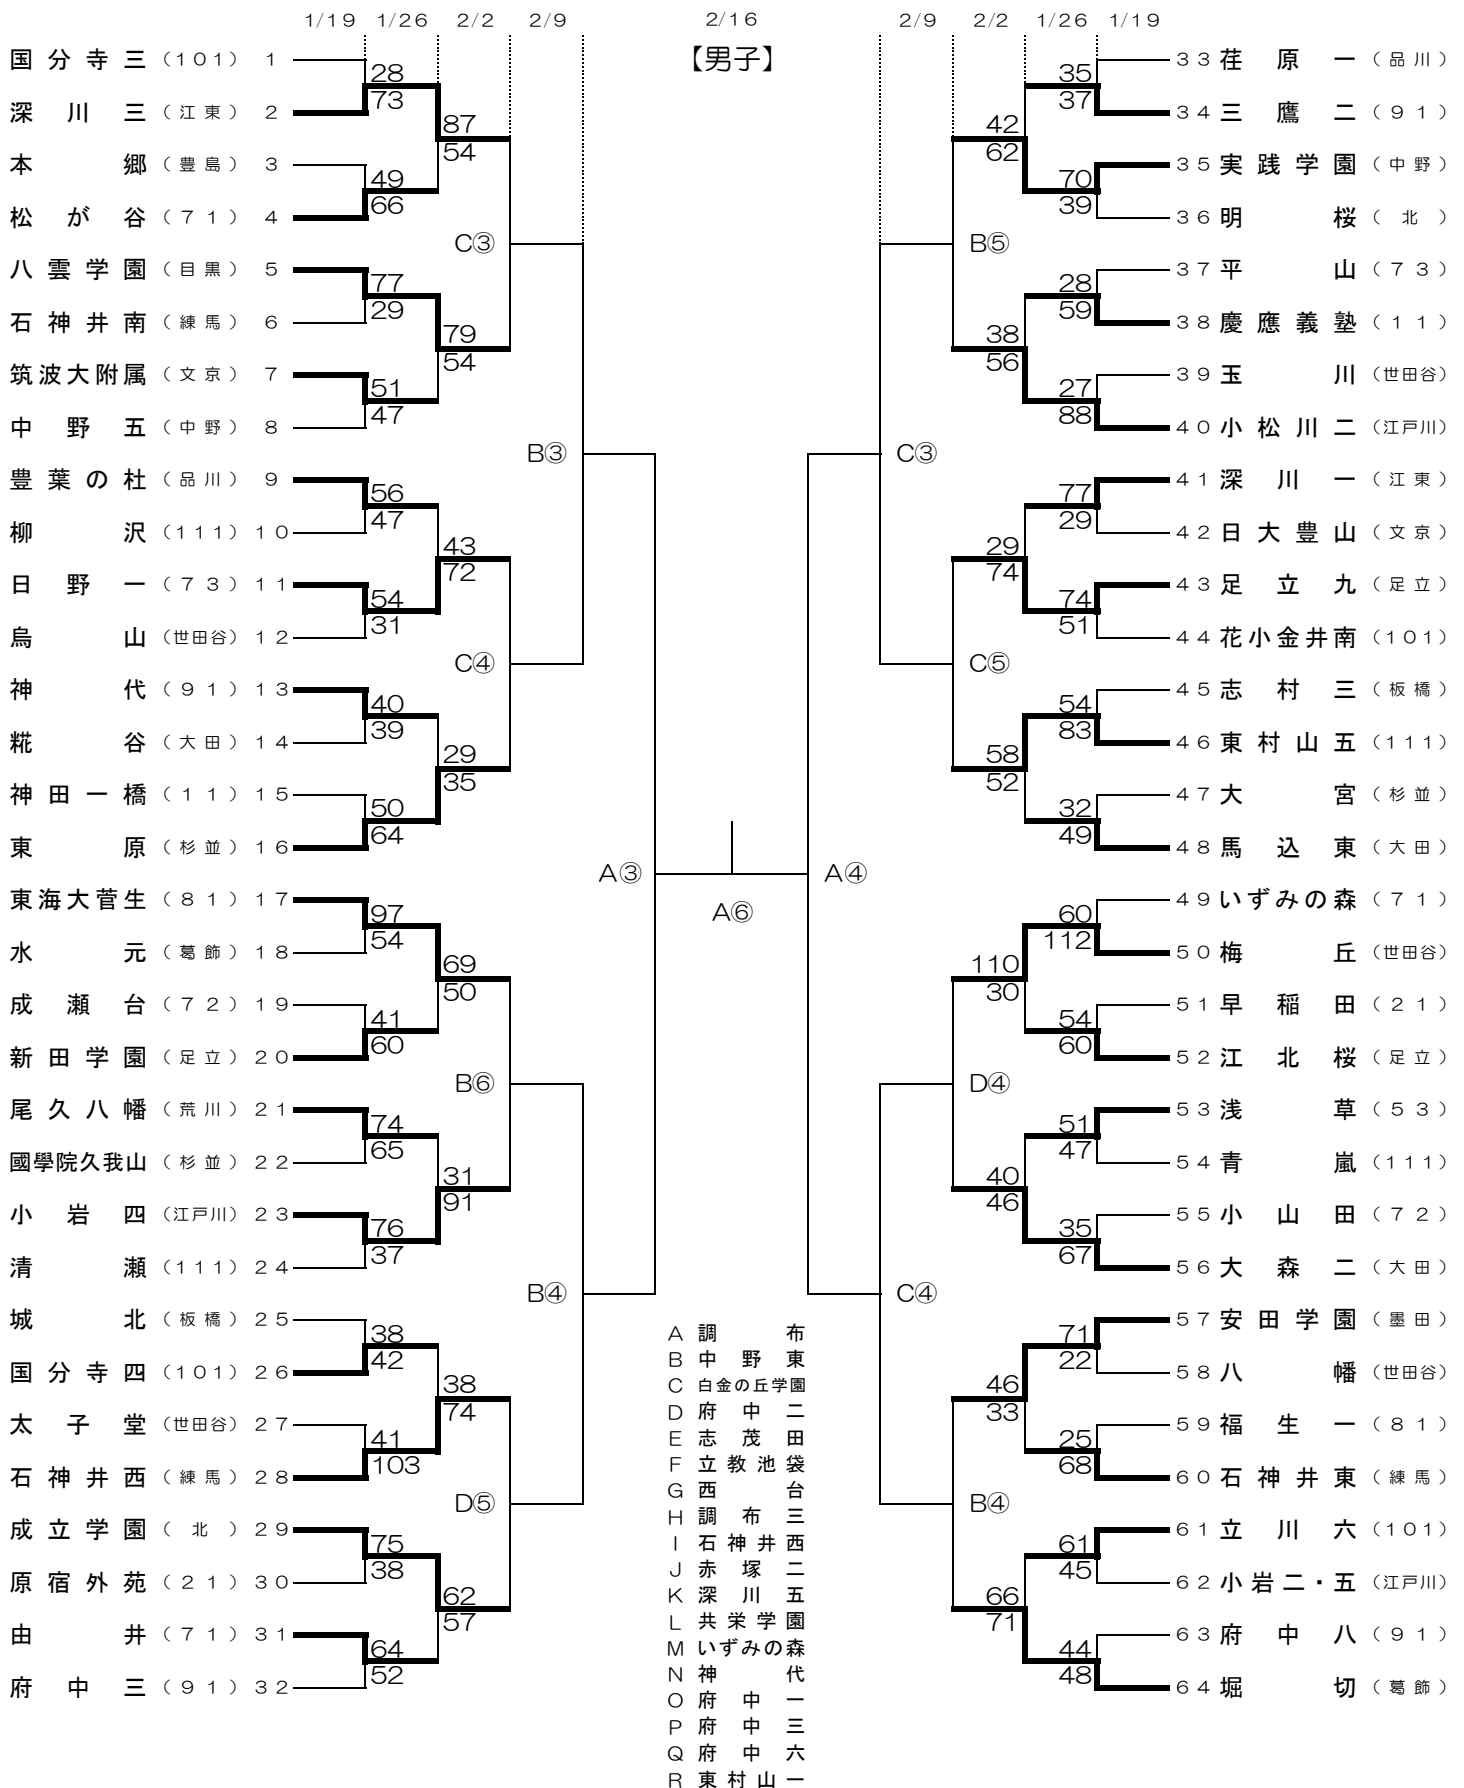 1/19 1/26 2/2 2/9 2/16 2/9 2/2 1/26 1/19
【男子】
国分寺三 (101) 1
28
73
深川三 (江東) 2
87
54
本郷 (豊島) 3
49
66
松が谷 (71) 4
C③
八雲学園 (目黒) 5
77
29
石神井南 (練馬) 6
79
54
筑波大附属 (文京) 7
51
47
中野五 (中野) 8
B③
豊葉の杜 (品川) 9
56
47
柳沢 (111) 10
43
72
日野一 (73) 11
54
31
烏山 (世田谷) 12
C④
神代 (91) 13
40
39
糀谷 (大田) 14
29
35
神田一橋 (11) 15
50
64
東原 (杉並) 16
A③
東海大菅生 (81) 17
97
54
水元 (葛飾) 18
69
50
成瀬台 (72) 19
41
60
新田学園 (足立) 20
B⑥
尾久八幡 (荒川) 21
74
65
國學院久我山 (杉並) 22
31
91
小岩四 (江戸川) 23
76
37
清瀬 (111) 24
B④
城北 (板橋) 25
38
42
国分寺四 (101) 26
38
74
太子堂 (世田谷) 27
41
103
石神井西 (練馬) 28
D⑤
成立学園 (北) 29
75
38
原宿外苑 (21) 30
62
57
由井 (71) 31
64
52
府中三 (91) 32
A⑥
33 荏原一 (品川)
35
37
34 三鷹二 (91)
42
62
35 実践学園 (中野)
70
39
36 明桜 (北)
B⑤
37 平山 (73)
28
59
38 慶應義塾 (11)
38
56
39 玉川 (世田谷)
27
88
40 小松川二 (江戸川)
C③
41 深川一 (江東)
77
29
42 日大豊山 (文京)
29
74
43 足立九 (足立)
74
51
44 花小金井南 (101)
C⑤
45 志村三 (板橋)
54
83
46 東村山五 (111)
58
52
47 大宮 (杉並)
32
49
48 馬込東 (大田)
A④
49 いずみの森 (71)
60
112
50 梅丘 (世田谷)
110
30
51 早稲田 (21)
54
60
52 江北桜 (足立)
D④
53 浅草 (53)
51
47
54 青嵐 (111)
40
46
55 小山田 (72)
35
67
56 大森二 (大田)
C④
57 安田学園 (墨田)
71
22
58 八幡 (世田谷)
46
33
59 福生一 (81)
25
68
60 石神井東 (練馬)
B④
61 立川六 (101)
61
45
62 小岩二・五 (江戸川)
66
71
63 府中八 (91)
44
48
64 堀切 (葛飾)
A 調布
B 中野東
C 白金の丘学園
D 府中二
E 志茂田
F 立教池袋
G 西台
H 調布三
I 石神井西
J 赤塚二
K 深川五
L 共栄学園
M いずみの森
N 神代
O 府中一
P 府中三
Q 府中六
R 東村山一